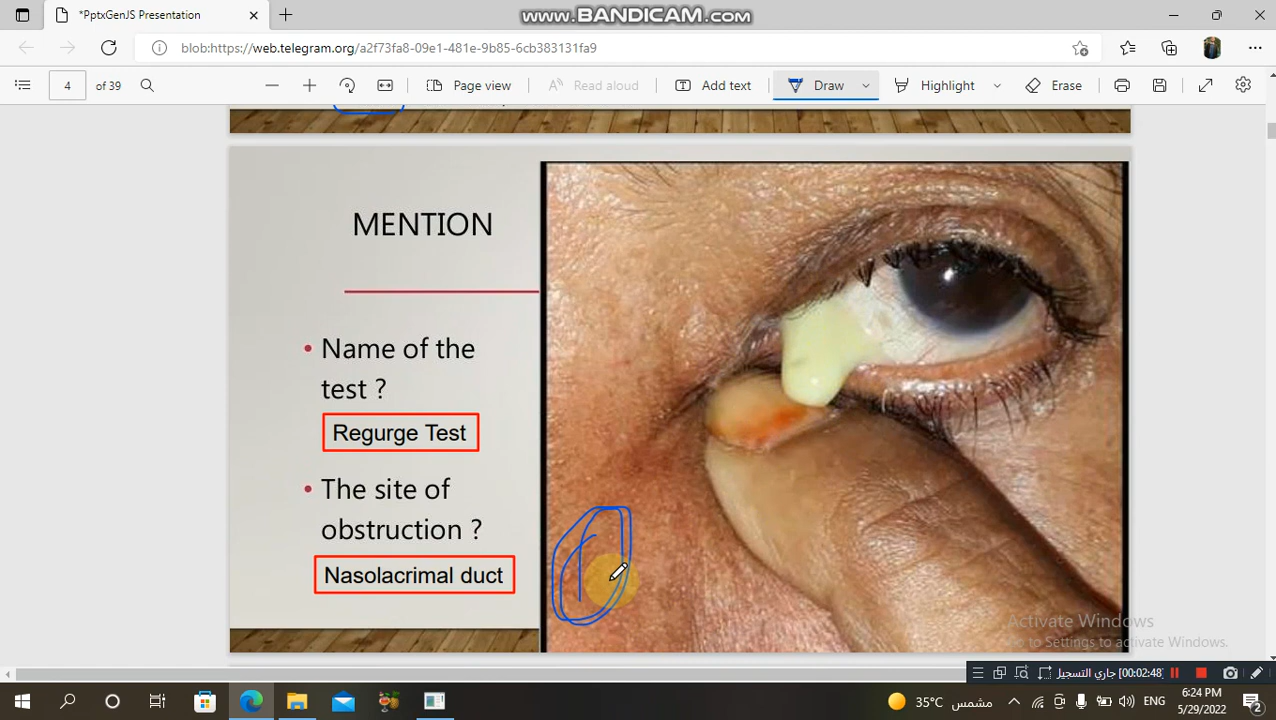 www.BANDICAM.com
*PptxGenJS Presentation
blob:https://web.telegram.org/a2f73fa8-09e1-481e-9b85-6cb383131fa9
4 of 39
Page view
Read aloud
Add text
Draw
Highlight
Erase
MENTION
• Name of the
test ?
Regurge Test
• The site of
obstruction ?
Nasolacrimal duct
Activate Windows
Go to Settings to activate Windows.
جاري التسجيل [00:02:48]
35°C مشمس
6:24 PM
5/29/2022
2